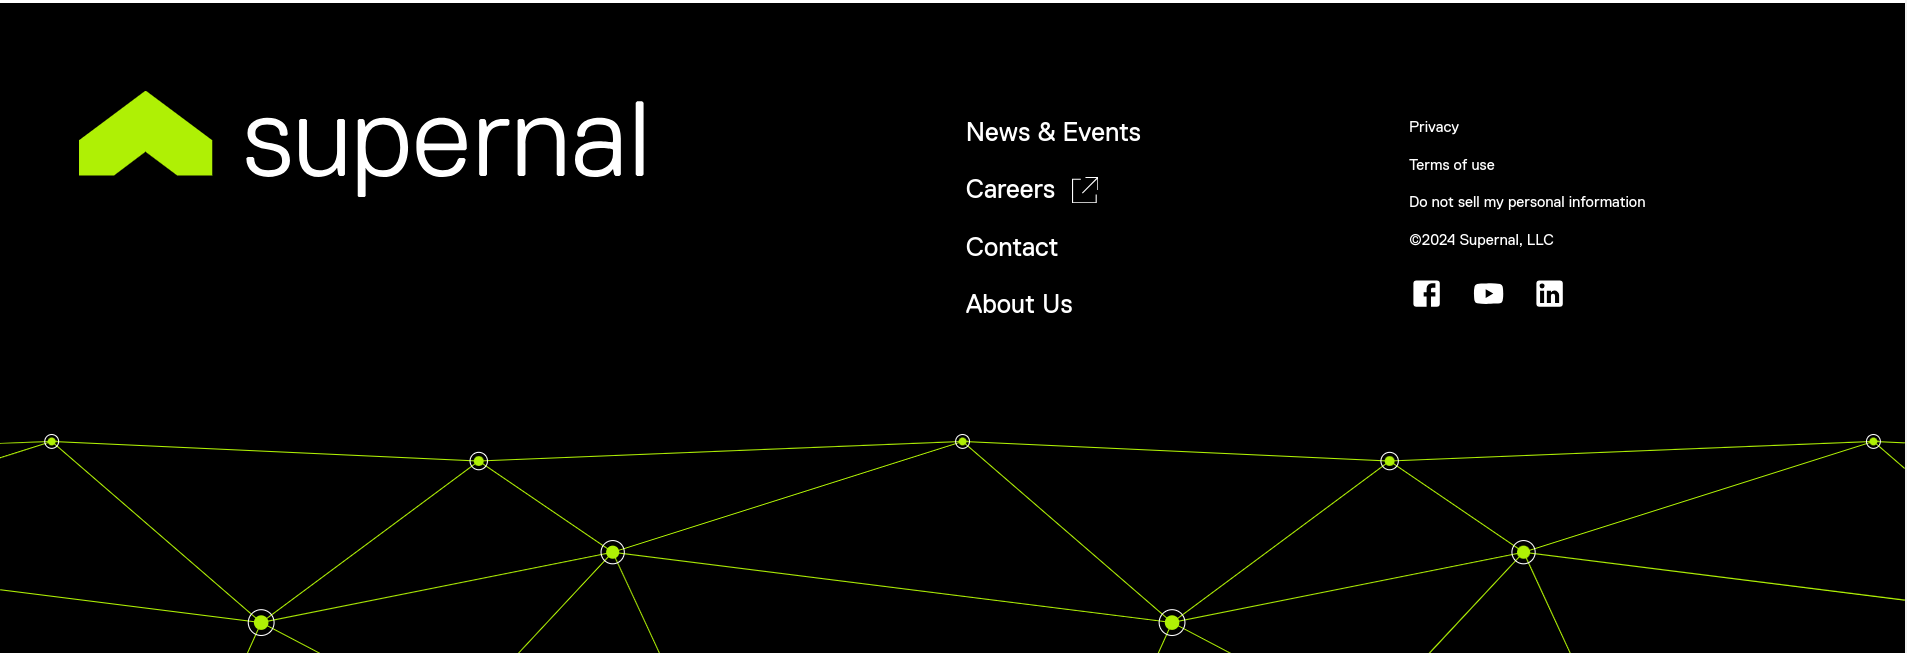 supernal
News & Events
Careers
Contact
About Us
Privacy
Terms of use
Do not sell my personal information
©2024 Supernal, LLC